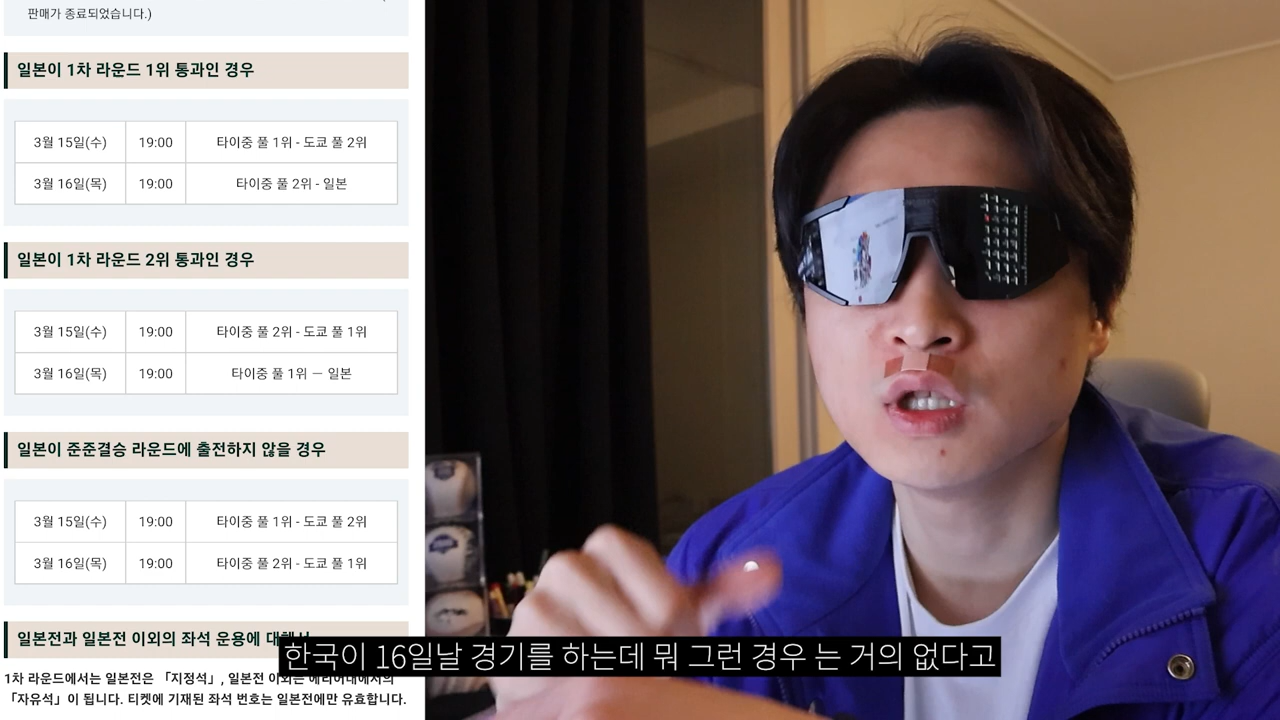 판매가 종료되었습니다.)
일본이 1차 라운드 1위 통과인 경우
3월 15일(수) 19:00 타이중 풀 1위 - 도쿄 풀 2위
3월 16일(목) 19:00 타이중 풀 2위 - 일본
일본이 1차 라운드 2위 통과인 경우
3월 15일(수) 19:00 타이중 풀 2위 - 도쿄 풀 1위
3월 16일(목) 19:00 타이중 풀 1위 － 일본
일본이 준준결승 라운드에 출전하지 않을 경우
3월 15일(수) 19:00 타이중 풀 1위 - 도쿄 풀 2위
3월 16일(목) 19:00 타이중 풀 2위 - 도쿄 풀 1위
일본전과 일본전 이외의 좌석 운용에 대해서
한국이 16일날 경기를 하는데 뭐 그런 경우 는 거의 없다고
1차 라운드에서는 일본전은 「지정석」, 일본전 이외는 에리어대에서의
「자유석」이 됩니다. 티켓에 기재된 좌석 번호는 일본전에만 유효합니다.